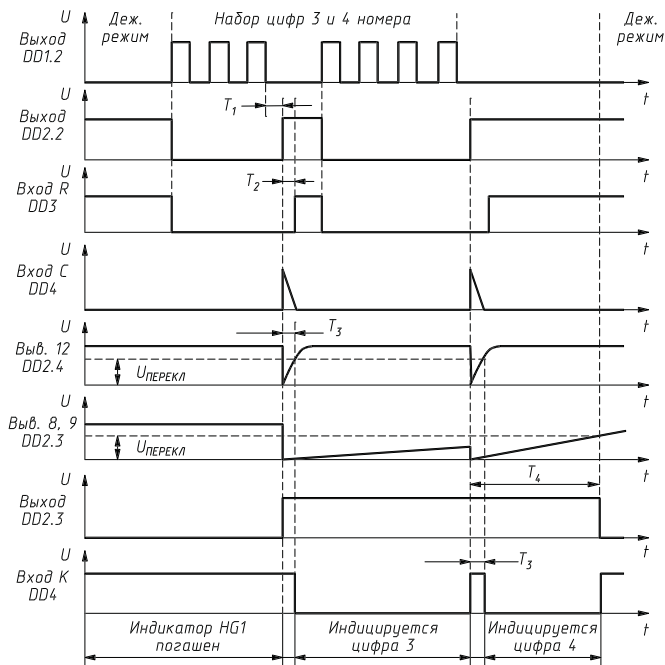 U
Деж.
режим
Набор цифр 3 и 4 номера
Деж.
режим
Выход
DD1.2
t
U
Выход
DD2.2
T1
t
U
Вход R
DD3
T2
t
U
Вход C
DD4
t
U
T3
Выв. 12
DD2.4
UПЕРЕКЛ
t
U
Выв. 8, 9
DD2.3
UПЕРЕКЛ
t
U
T4
Выход
DD2.3
t
U
T3
Вход K
DD4
t
Индикатор HG1
погашен
Индицируется
цифра 3
Индицируется
цифра 4